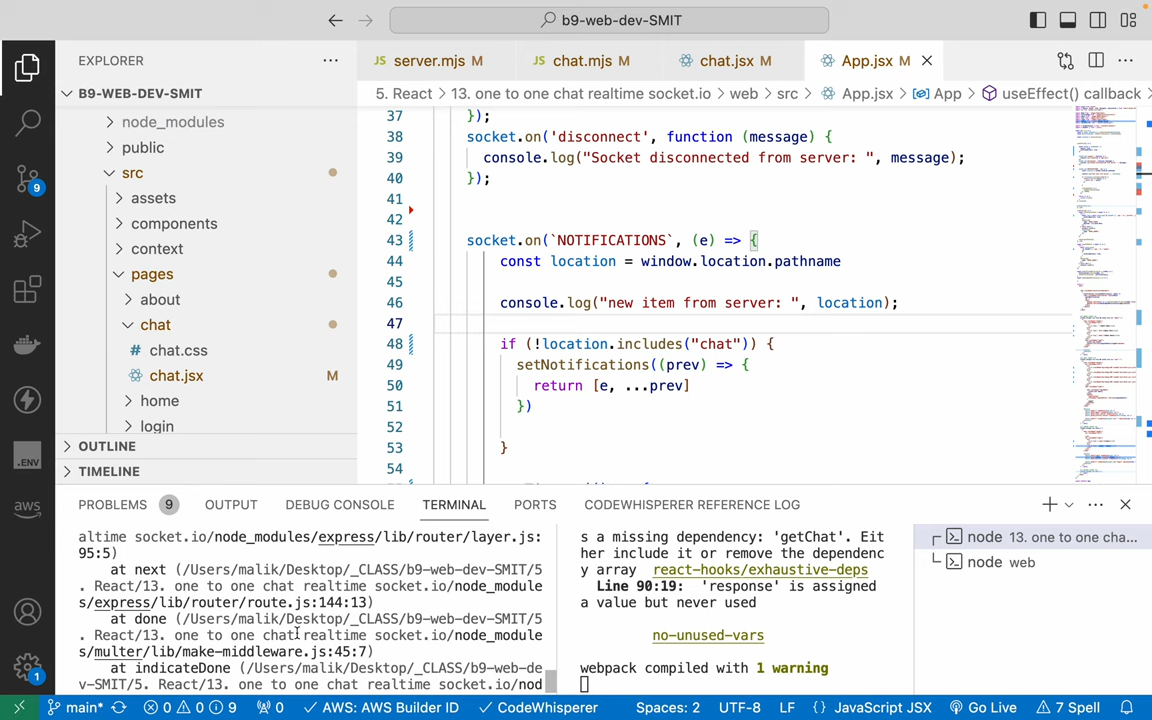 b9-web-dev-SMIT
EXPLORER
server.mjs M
chat.mjs M
chat.jsx M
App.jsx M
B9-WEB-DEV-SMIT
5. React > 13. one to one chat realtime socket.io > web > src > App.jsx > App > useEffect() callback
node_modules
public
src
assets
components
context
pages
about
chat
chat.css
chat.jsx M
home
login
OUTLINE
TIMELINE
37 });
38 socket.on('disconnect', function (message) {
39 console.log("Socket disconnected from server: ", message);
40 });
41
42
43 socket.on(`NOTIFICATIONS`, (e) => {
44 const location = window.location.pathname
45
46 console.log("new item from server: ", location);
47
48 if (!location.includes("chat")) {
49 setNotifications((prev) => {
50 return [e, ...prev]
51 })
52
53 }
54
9
1
.ENV
aws
PROBLEMS 9 OUTPUT DEBUG CONSOLE TERMINAL PORTS CODEWHISPERER REFERENCE LOG
altime socket.io/node_modules/express/lib/router/layer.js:
95:5)
at next (/Users/malik/Desktop/_CLASS/b9-web-dev-SMIT/5
. React/13. one to one chat realtime socket.io/node_module
s/express/lib/router/route.js:144:13)
at done (/Users/malik/Desktop/_CLASS/b9-web-dev-SMIT/5
. React/13. one to one chat realtime socket.io/node_module
s/multer/lib/make-middleware.js:45:7)
at indicateDone (/Users/malik/Desktop/_CLASS/b9-web-de
v-SMIT/5. React/13. one to one chat realtime socket.io/nod
s a missing dependency: 'getChat'. Eit
her include it or remove the dependenc
y array react-hooks/exhaustive-deps
Line 90:19: 'response' is assigned
a value but never used
no-unused-vars
webpack compiled with 1 warning
node 13. one to one cha...
node web
main* 0 0 9 0 AWS: AWS Builder ID CodeWhisperer Spaces: 2 UTF-8 LF {} JavaScript JSX Go Live 7 Spell